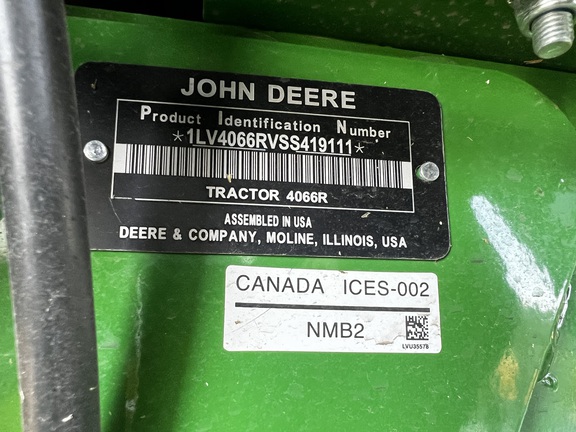 JOHN DEERE
Product Identification Number
*1LV4066RVSS419111*
TRACTOR 4066R
ASSEMBLED IN USA
DEERE & COMPANY, MOLINE, ILLINOIS, USA
CANADA ICES-002
NMB2
LVU35578